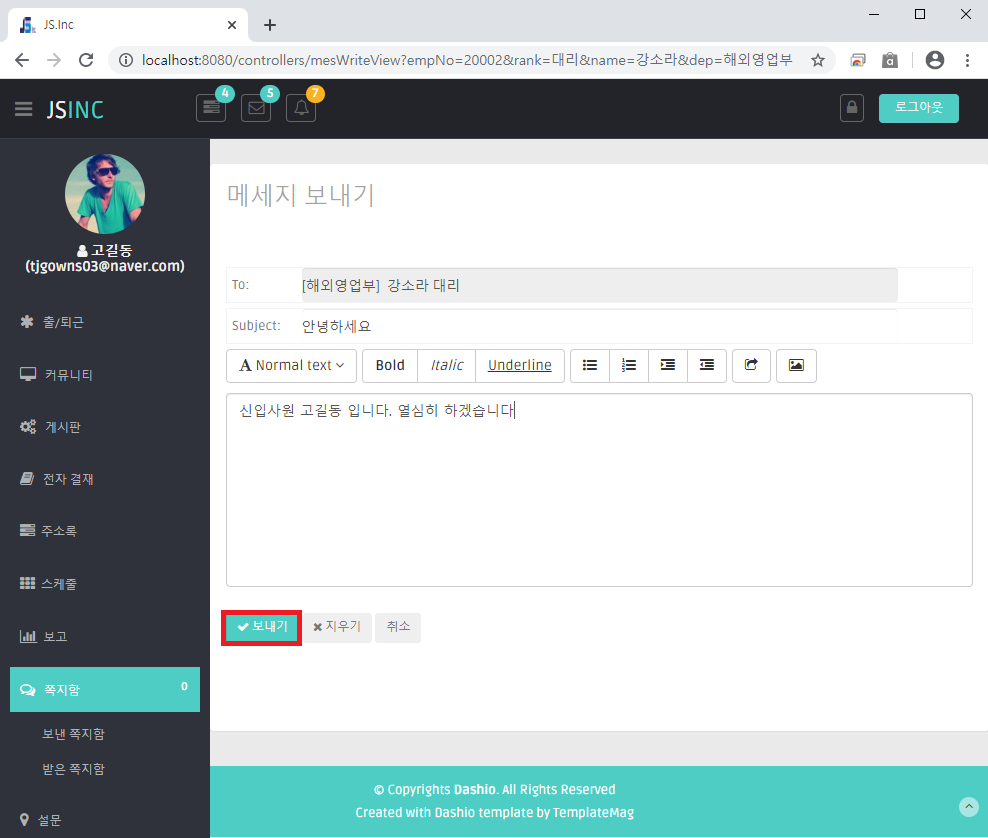 JS.Inc
localhost:8080/controllers/mesWriteView?empNo=20002&rank=대리&name=강소라&dep=해외영업부
JSINC
4
5
7
로그아웃
고길동
(tjgowns03@naver.com)
출/퇴근
커뮤니티
게시판
전자 결재
주소록
스케줄
보고
쪽지함 0
보낸 쪽지함
받은 쪽지함
설문
메세지 보내기
To: [해외영업부] 강소라 대리
Subject: 안녕하세요
A Normal text Bold Italic Underline
신입사원 고길동 입니다. 열심히 하겠습니다
보내기 지우기 취소
© Copyrights Dashio. All Rights Reserved
Created with Dashio template by TemplateMag